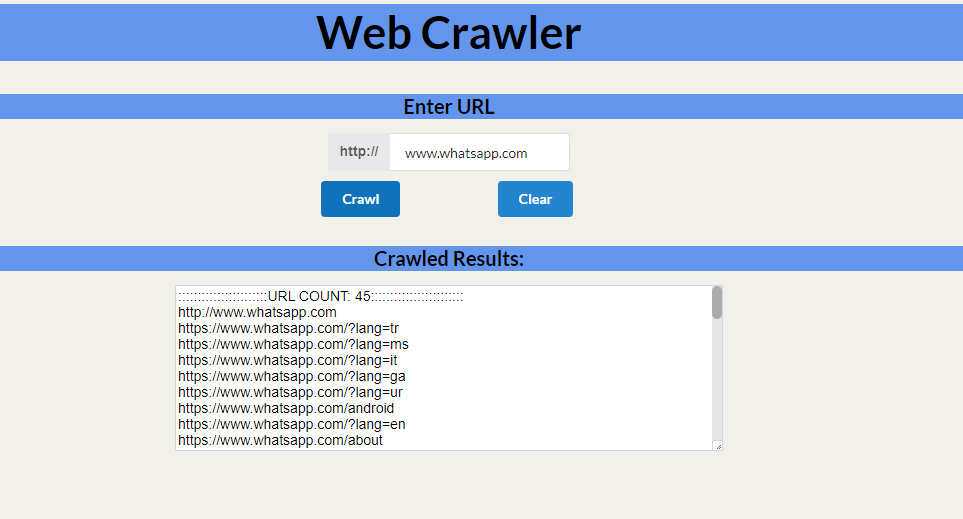 Web Crawler
Enter URL
http:// www.whatsapp.com
Crawl Clear
Crawled Results:
:::::::::::::::::::::::URL COUNT: 45::::::::::::::::::::::::
http://www.whatsapp.com
https://www.whatsapp.com/?lang=tr
https://www.whatsapp.com/?lang=ms
https://www.whatsapp.com/?lang=it
https://www.whatsapp.com/?lang=ga
https://www.whatsapp.com/?lang=ur
https://www.whatsapp.com/android
https://www.whatsapp.com/?lang=en
https://www.whatsapp.com/about